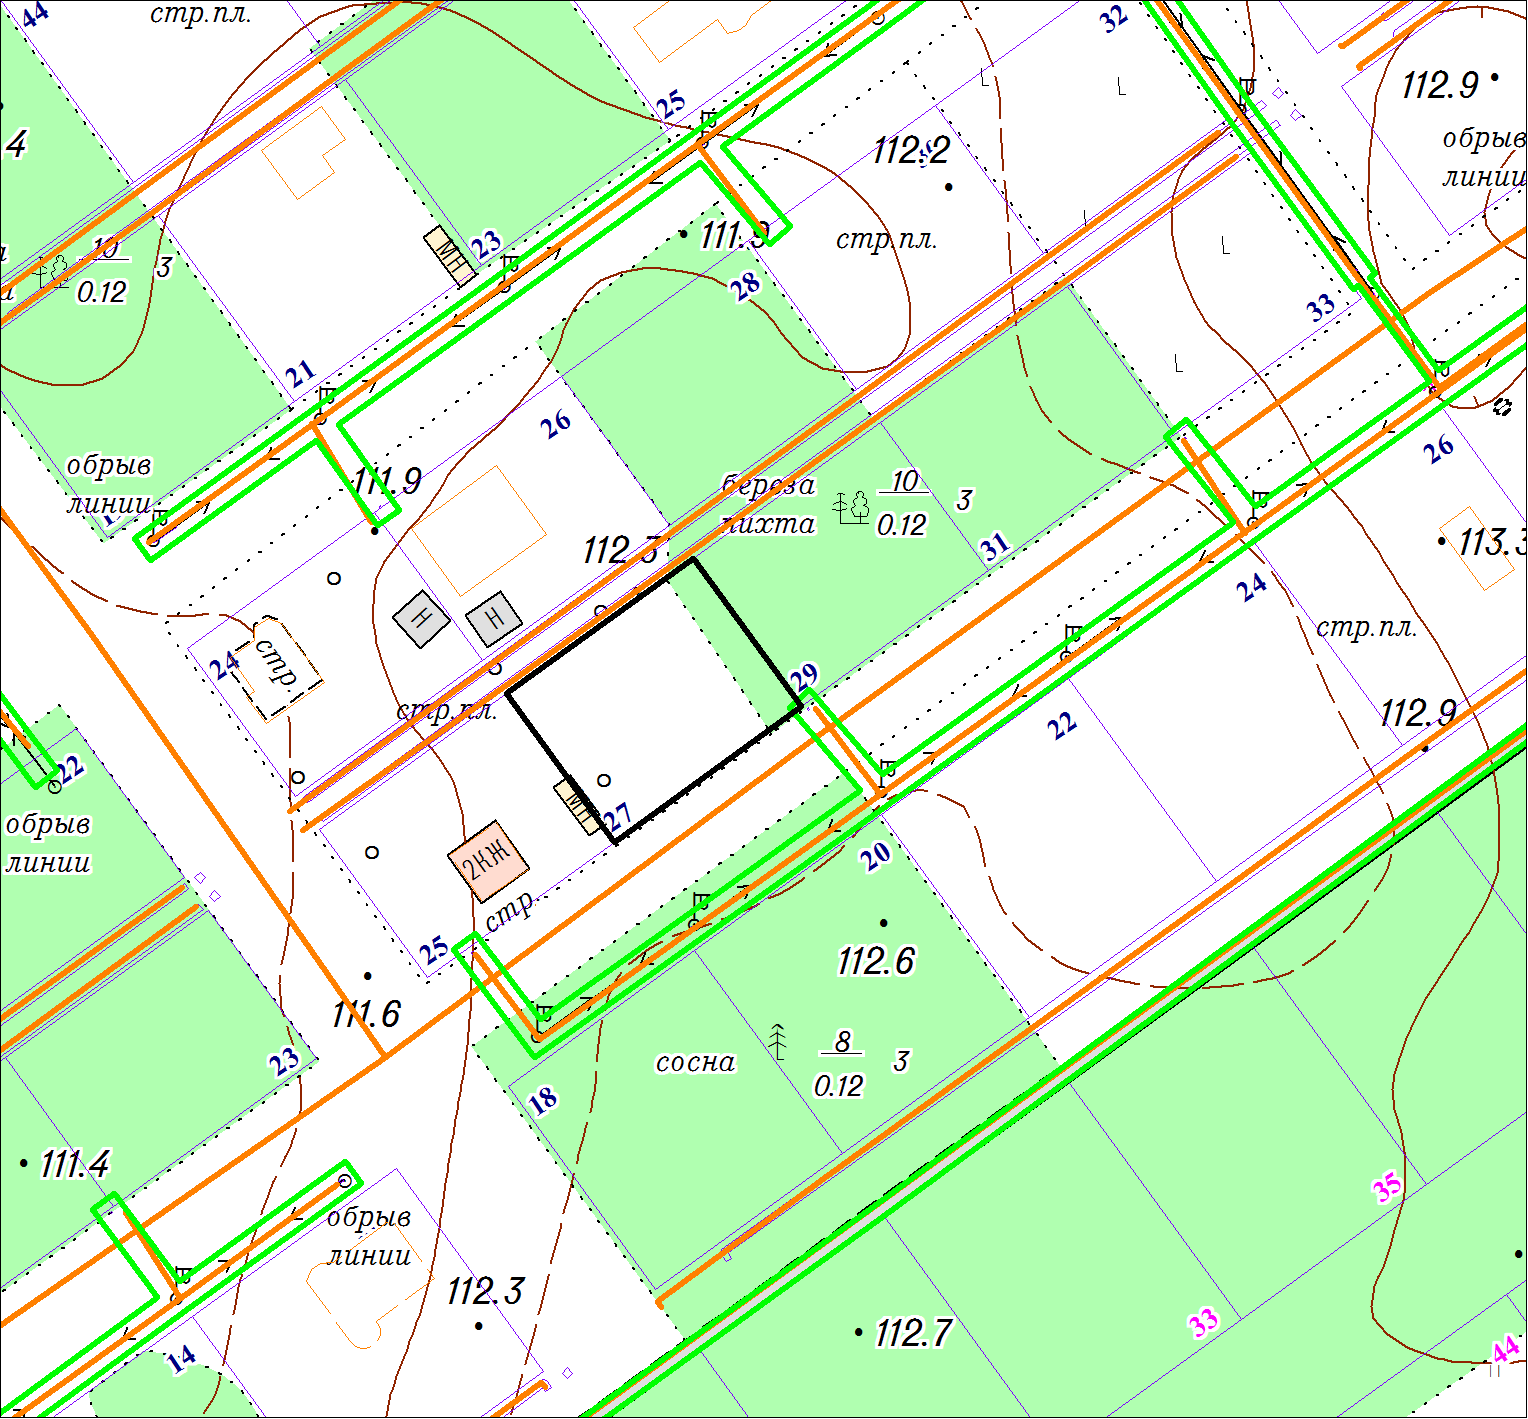 44
стр.пл.
32
25
112.9
4
112.2
обрыв
линии
23
111.9
стр.пл.
МН
10
0.12
3
28
33
21
26
обрыв
линии
111.9
26
береза
пихта
10
0.12
3
31
112.5
113.3
24
Н
Н
стр.пл.
24
стр.
29
стр.пл.
22
112.9
22
МН
27
обрыв
линии
2КЖ
20
стр.
25
112.6
111.6
23
сосна
8
0.12
3
18
111.4
35
обрыв
линии
112.3
33
112.7
14
44